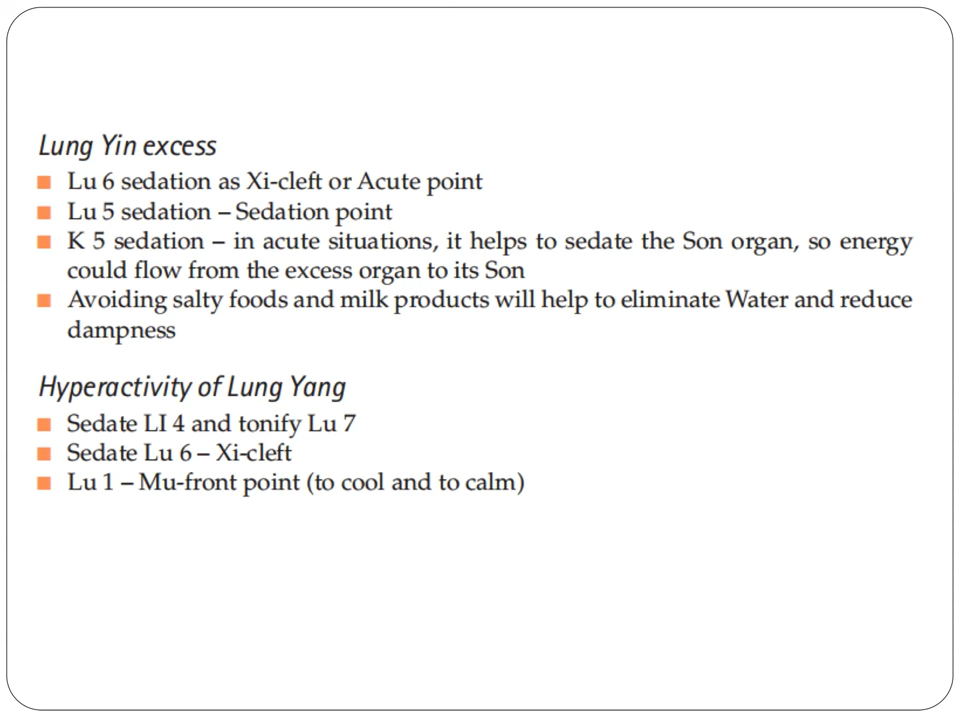 Lung Yin excess
Lu 6 sedation as Xi-cleft or Acute point
Lu 5 sedation – Sedation point
K 5 sedation – in acute situations, it helps to sedate the Son organ, so energy
could flow from the excess organ to its Son
Avoiding salty foods and milk products will help to eliminate Water and reduce
dampness
Hyperactivity of Lung Yang
Sedate LI 4 and tonify Lu 7
Sedate Lu 6 – Xi-cleft
Lu 1 – Mu-front point (to cool and to calm)